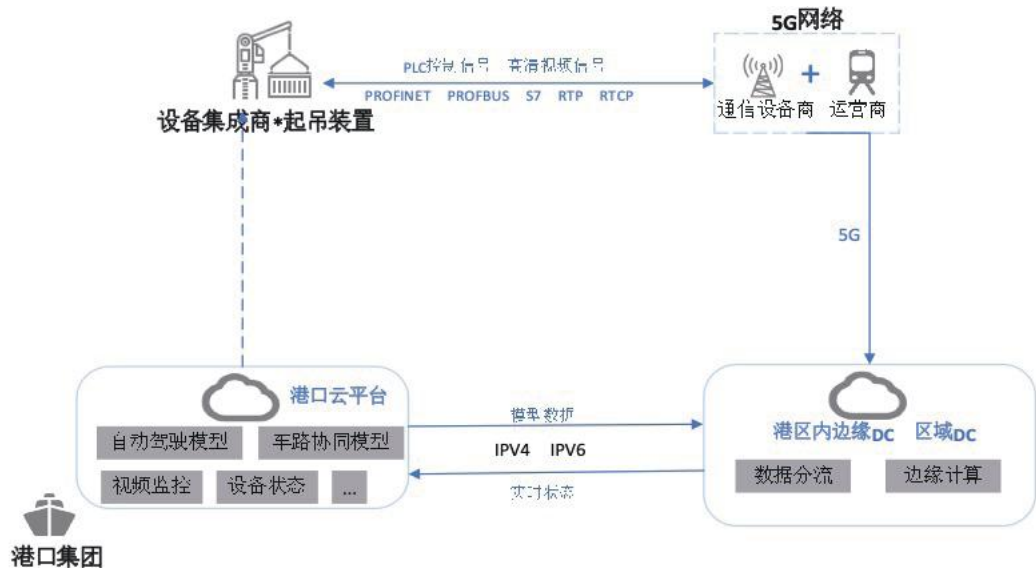 5G网络
PLC控制信号 高清视频信号
PROFINET PROFBUS S7 RTP RTCP
通信设备商
+
运营商
设备集成商*起吊装置
5G
港口云平台
自动驾驶模型
车路协同模型
视频监控
设备状态
...
模型数据
IPV4 IPV6
实时状态
港区内边缘DC 区域DC
数据分流
边缘计算
港口集团